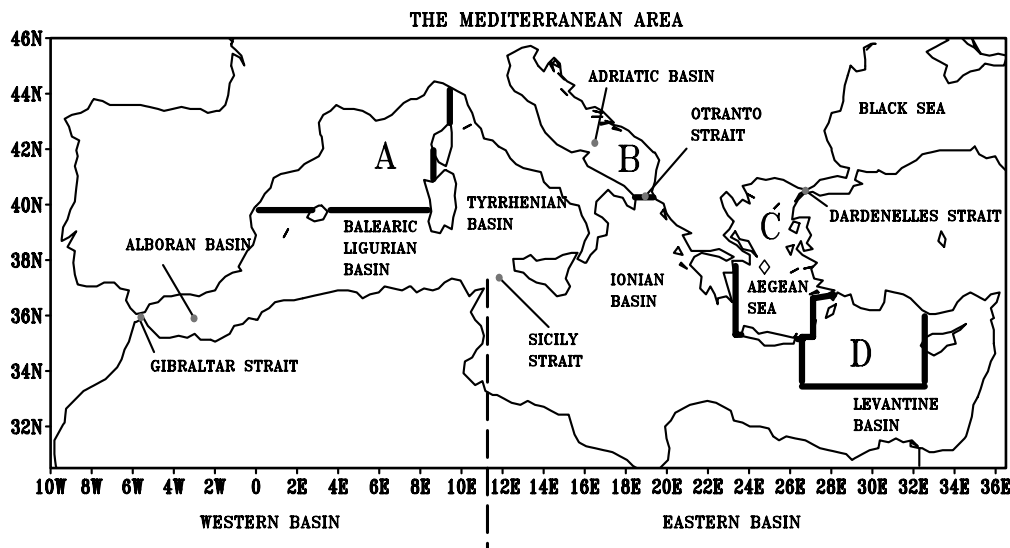 THE MEDITERRANEAN AREA
46N
44N
42N
40N
38N
36N
34N
32N
ADRIATIC BASIN
OTRANTO
STRAIT
BLACK SEA
A
B
C
D
TYRRHENIAN
BASIN
DARDENELLES STRAIT
BALEARIC
LIGURIAN
BASIN
ALBORAN BASIN
IONIAN
BASIN
AEGEAN
SEA
SICILY
STRAIT
GIBRALTAR STRAIT
LEVANTINE
BASIN
10W 8W 6W 4W 2W 0 2E 4E 6E 8E 10E 12E 14E 16E 18E 20E 22E 24E 26E 28E 30E 32E 34E 36E
WESTERN BASIN
EASTERN BASIN